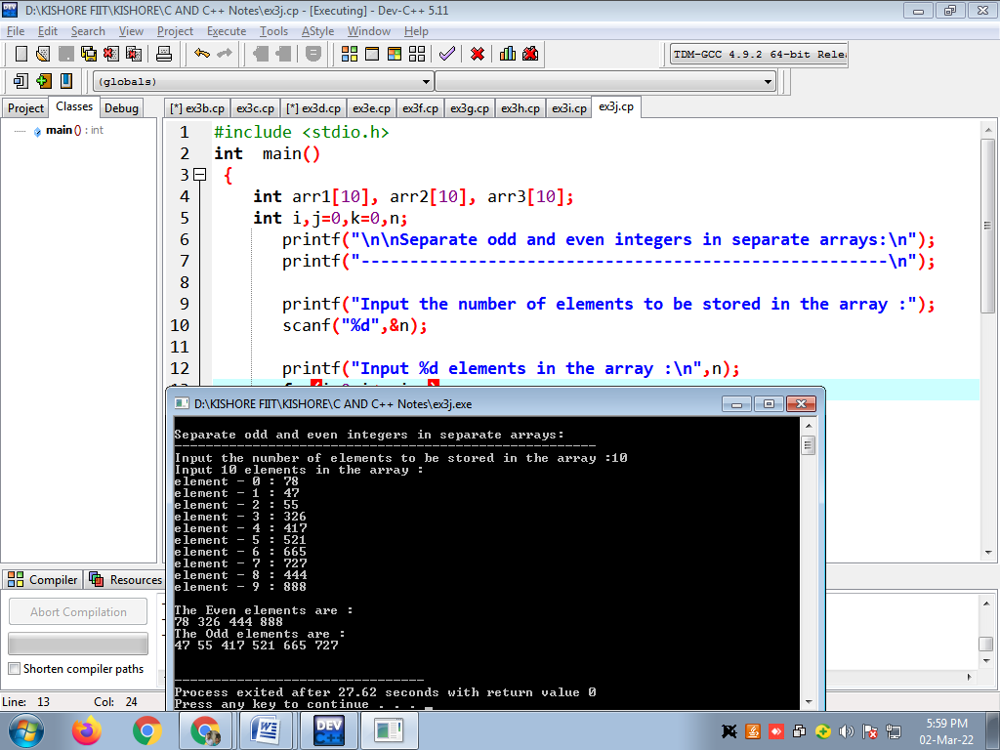 D:\KISHORE FIIT\KISHORE\C AND C++ Notes\ex3j.cp - [Executing] - Dev-C++ 5.11
File Edit Search View Project Execute Tools AStyle Window Help
TDM-GCC 4.9.2 64-bit Rele
(globals)
Project Classes Debug [*] ex3b.cp ex3c.cp [*] ex3d.cp ex3e.cp ex3f.cp ex3g.cp ex3h.cp ex3i.cp ex3j.cp
main () : int
1 #include <stdio.h>
2 int  main()
3 {
4 int arr1[10], arr2[10], arr3[10];
5 int i,j=0,k=0,n;
6 printf("\n\nSeparate odd and even integers in separate arrays:\n");
7 printf("------------------------------------------------------\n");
8
9 printf("Input the number of elements to be stored in the array :");
10 scanf("%d",&n);
11
12 printf("Input %d elements in the array :\n",n);
D:\KISHORE FIIT\KISHORE\C AND C++ Notes\ex3j.exe
Separate odd and even integers in separate arrays:
------------------------------------------------------
Input the number of elements to be stored in the array :10
Input 10 elements in the array :
element - 0 : 78
element - 1 : 47
element - 2 : 55
element - 3 : 326
element - 4 : 417
element - 5 : 521
element - 6 : 665
element - 7 : 727
element - 8 : 444
element - 9 : 888
The Even elements are :
78 326 444 888
The Odd elements are :
47 55 417 521 665 727
--------------------------------
Process exited after 27.62 seconds with return value 0
Press any key to continue . . . _
Compiler Resources
Abort Compilation
Shorten compiler paths
Line: 13 Col: 24
DEV C++
5:59 PM
02-Mar-22